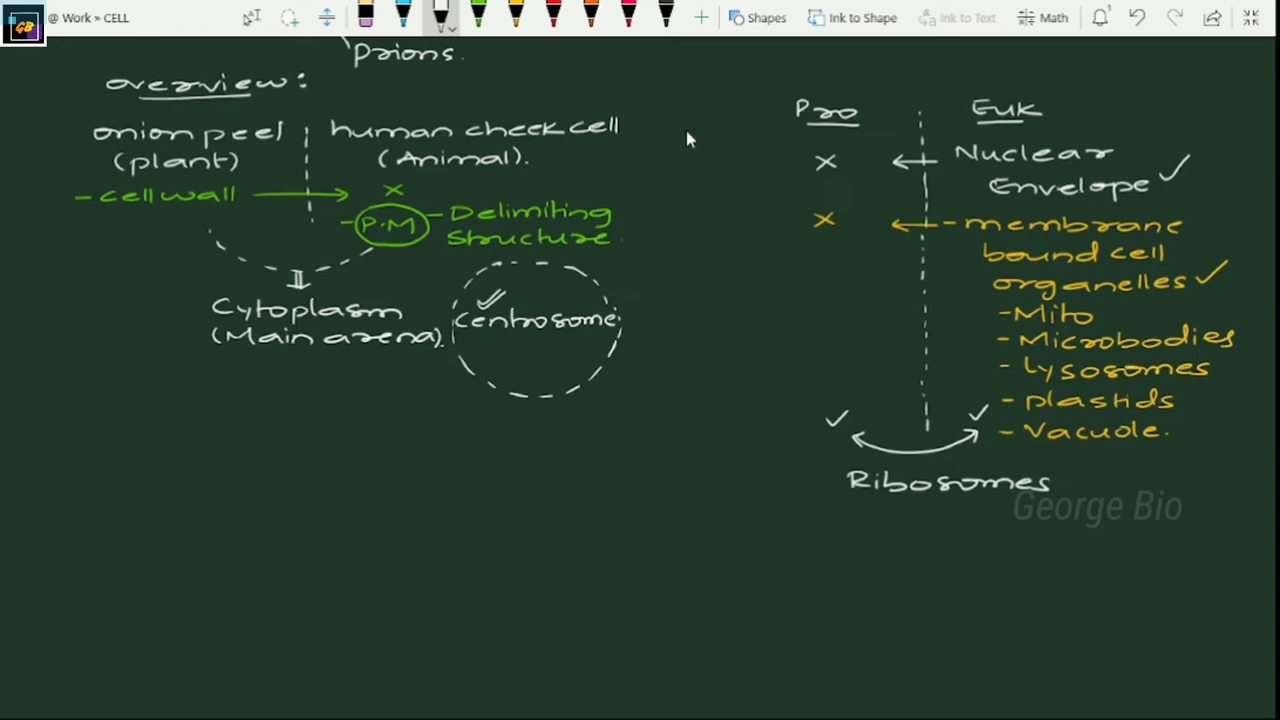 GB
@ Work » CELL
Shapes
Ink to Shape
Ink to Text
Math
Prions.
overview:
onion peel
(plant)
human cheek cell
(Animal).
- cell wall
×
- P.M - Delimiting
structure
Cytoplasm
(Main arena).
centrosome
Pro
Euk
× ← Nuclear
Envelope ✓
× ← - membrane
bound cell
organelles ✓
- Mito
- Microbodies
- Lysosomes
- plastids
- Vacuole.
✓ ✓
Ribosomes
George Bio